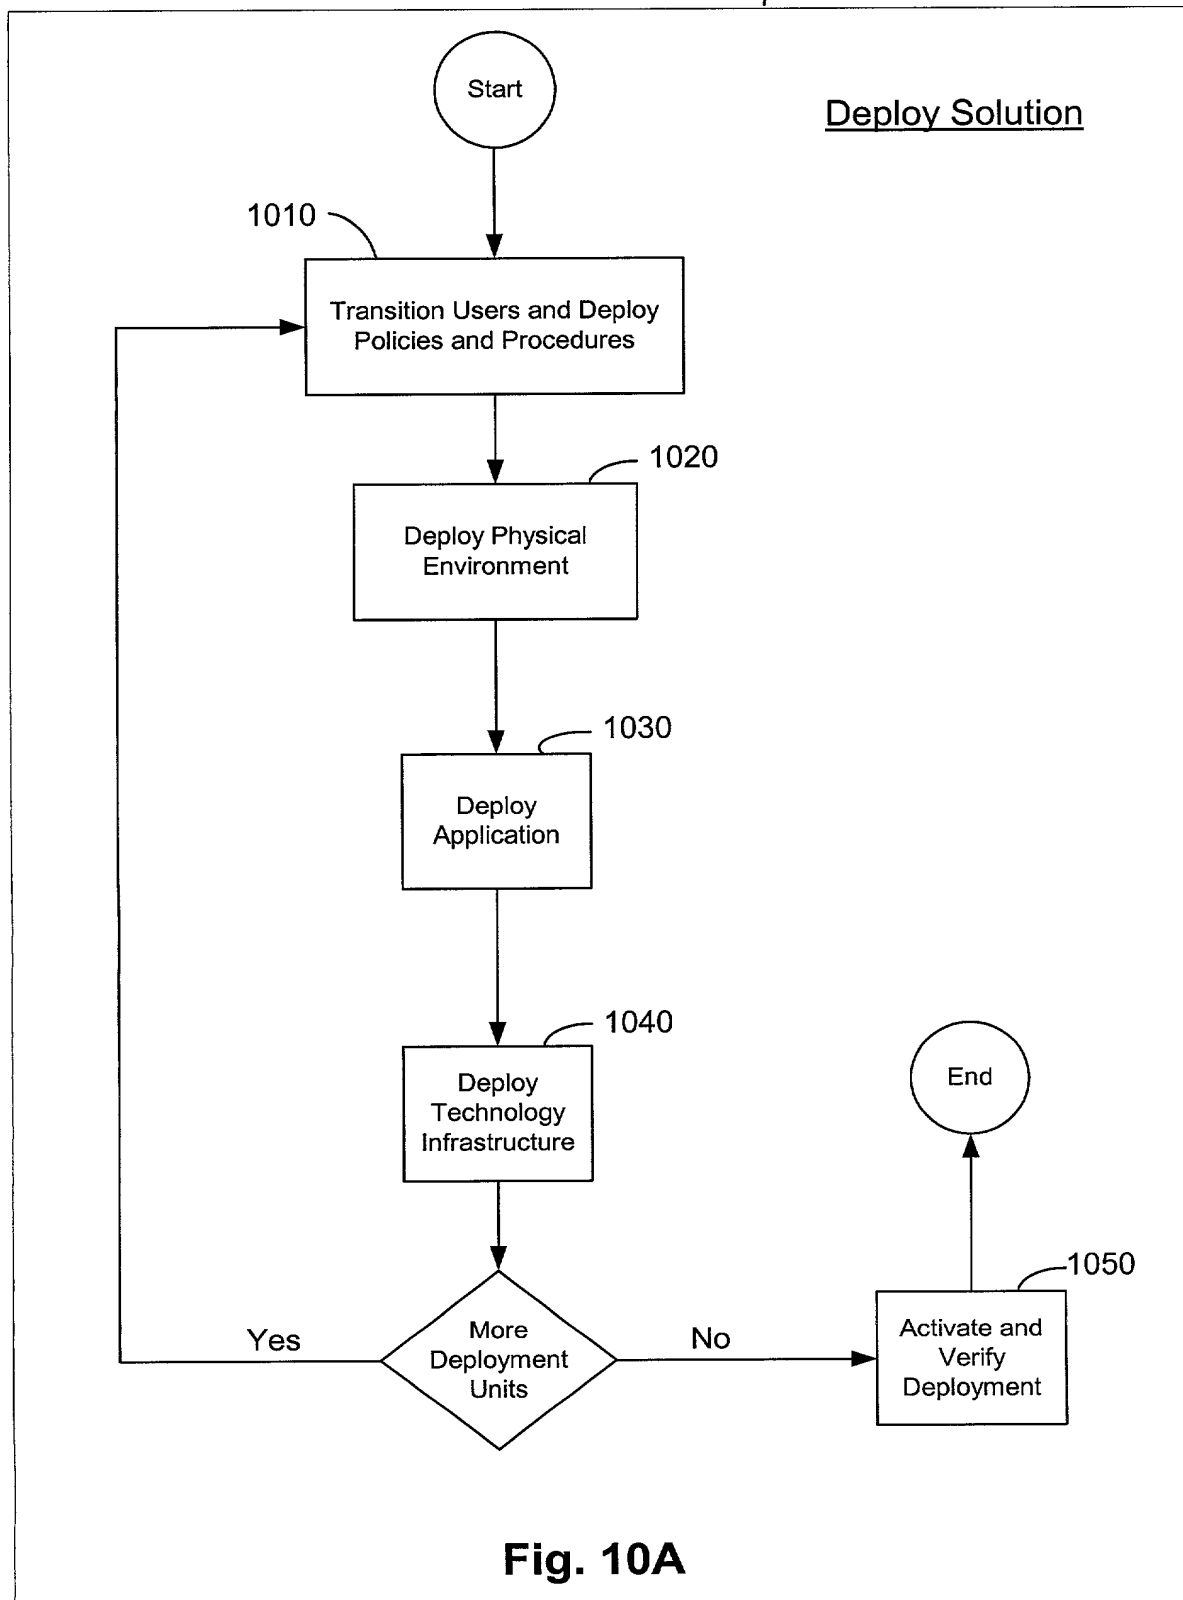 Start
Deploy Solution
1010
Transition Users and Deploy
Policies and Procedures
1020
Deploy Physical
Environment
1030
Deploy
Application
1040
Deploy
Technology
Infrastructure
End
1050
More
Deployment
Units
Yes
No
Activate and
Verify
Deployment
Fig. 10A